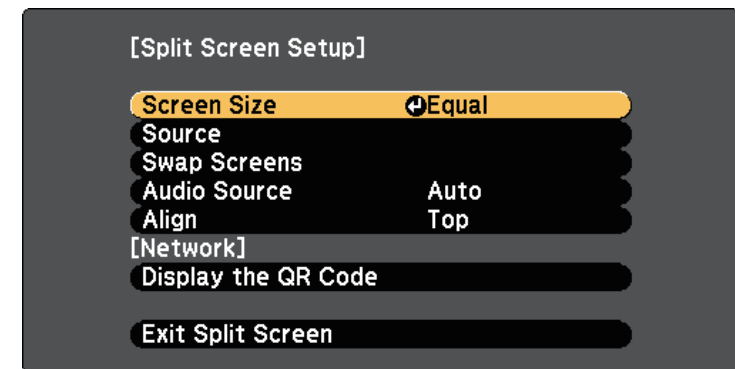 [Split Screen Setup]
Screen Size Equal
Source
Swap Screens
Audio Source Auto
Align Top
[Network]
Display the QR Code
Exit Split Screen